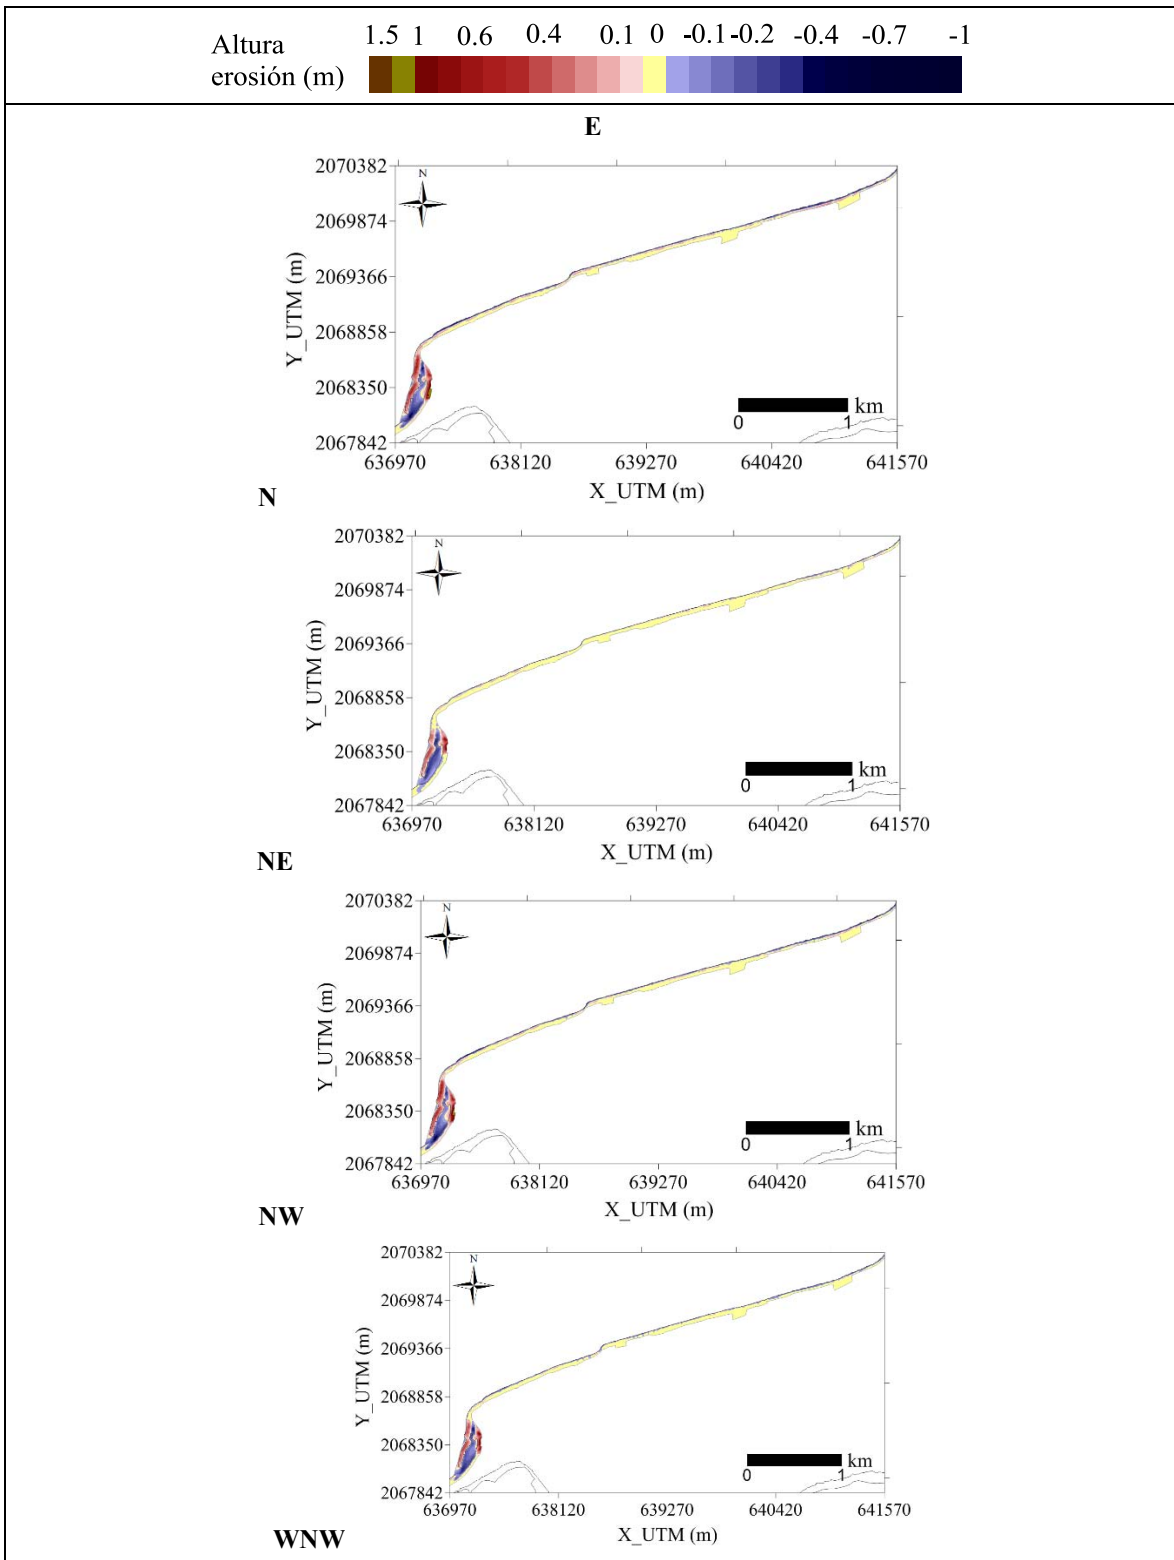 Altura
erosión (m)
1.5 1 0.6 0.4 0.1 0 -0.1 -0.2 -0.4 -0.7 -1
E
2070382
2069874
2069366
2068858
2068350
2067842
Y_UTM (m)
N
0 1 km
636970 638120 639270 640420 641570
X_UTM (m)
N
2070382
2069874
2069366
2068858
2068350
2067842
Y_UTM (m)
N
0 1 km
636970 638120 639270 640420 641570
X_UTM (m)
NE
2070382
2069874
2069366
2068858
2068350
2067842
Y_UTM (m)
N
0 1 km
636970 638120 639270 640420 641570
X_UTM (m)
NW
2070382
2069874
2069366
2068858
2068350
2067842
Y_UTM (m)
N
0 1 km
636970 638120 639270 640420 641570
X_UTM (m)
WNW